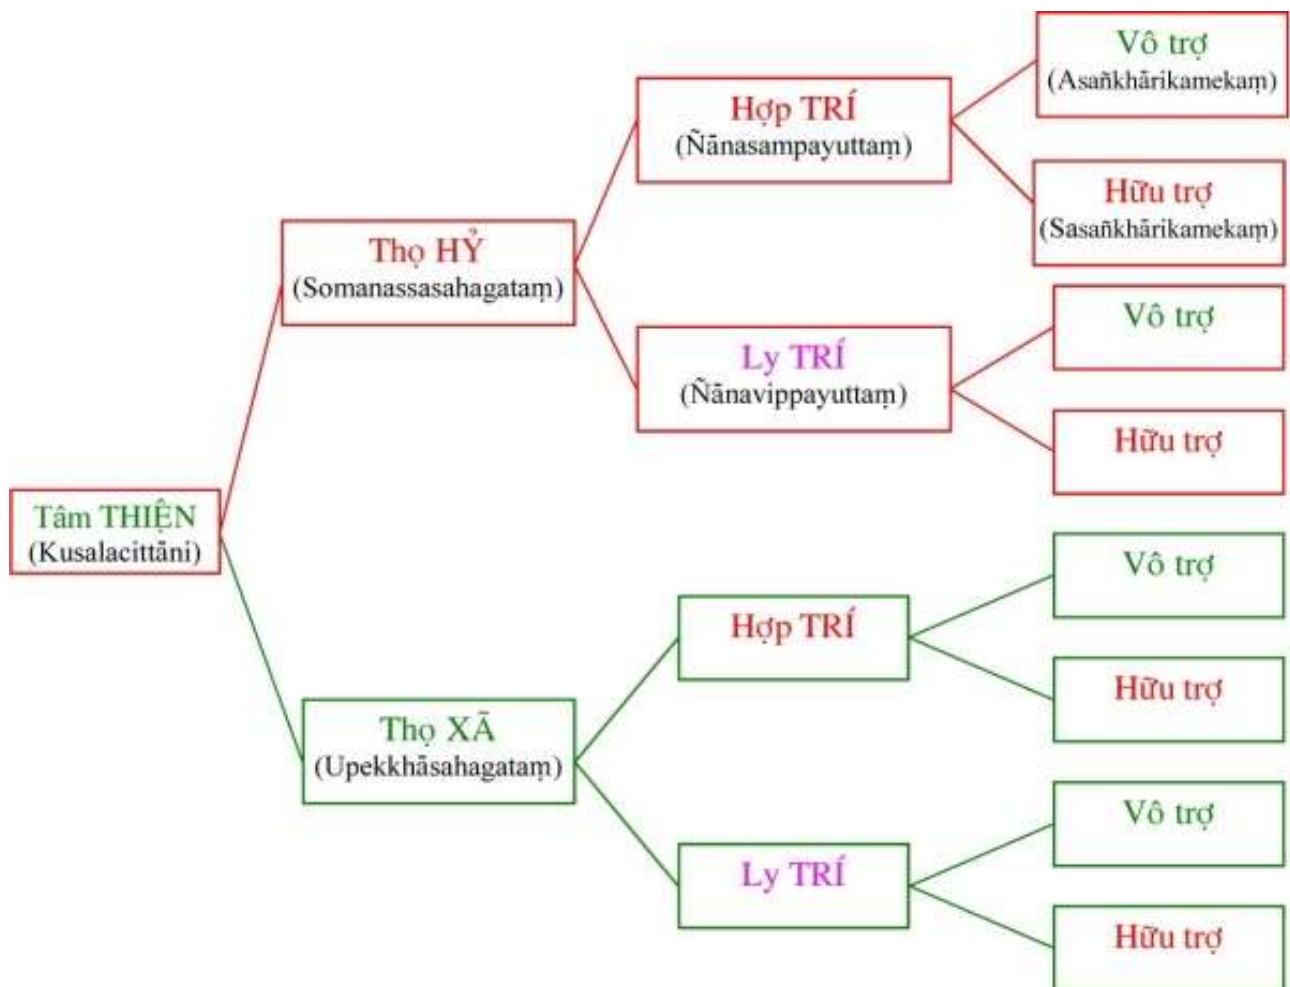 Vô trợ
(Asañkhārikamekaṃ)
Hợp TRÍ
(Ñānasampayuttaṃ)
Hữu trợ
(Sasañkhārikamekaṃ)
Thọ HỶ
(Somanassasahagataṃ)
Vô trợ
Ly TRÍ
(Ñānavippayuttaṃ)
Hữu trợ
Tâm THIỆN
(Kusalacittāni)
Vô trợ
Hợp TRÍ
Hữu trợ
Thọ XÃ
(Upekkhāsahagataṃ)
Vô trợ
Ly TRÍ
Hữu trợ